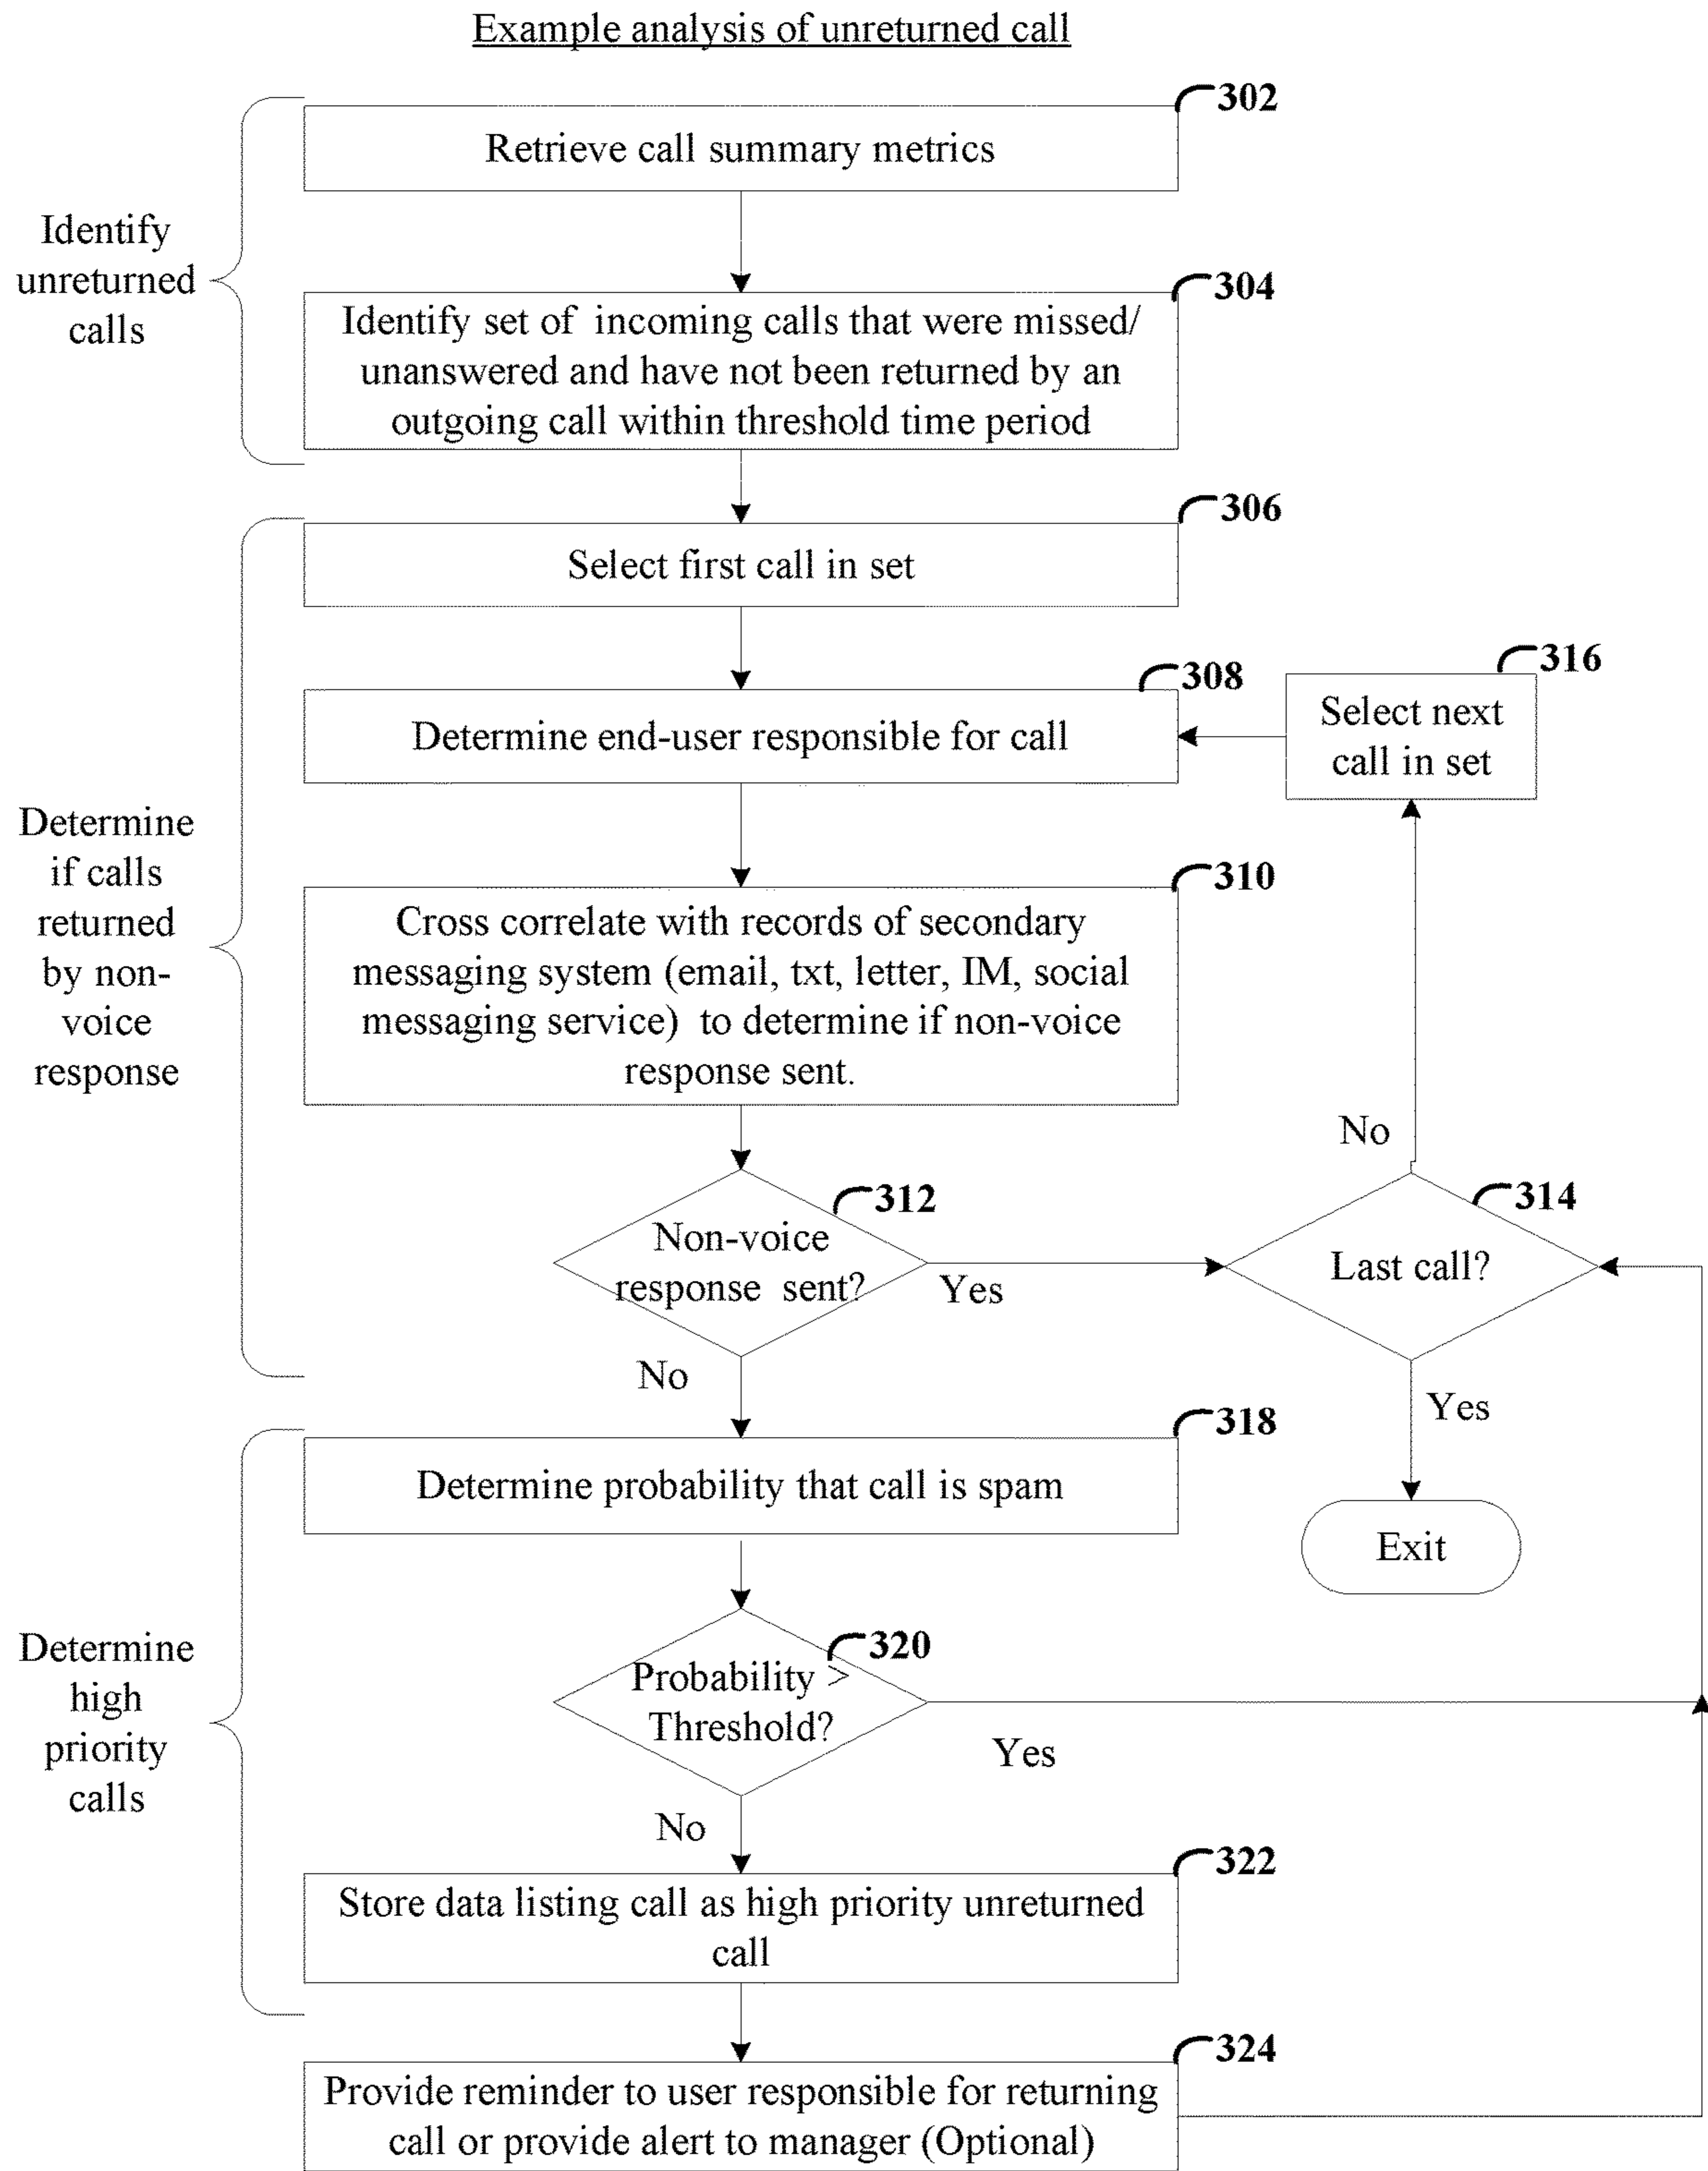 Example analysis of unreturned call
302
Retrieve call summary metrics
Identify
unreturned
calls
304
Identify set of incoming calls that were missed/
unanswered and have not been returned by an
outgoing call within threshold time period
306
Select first call in set
316
Select next
call in set
308
Determine end-user responsible for call
Determine
if calls
returned
by non-
voice
response
310
Cross correlate with records of secondary
messaging system (email, txt, letter, IM, social
messaging service) to determine if non-voice
response sent.
No
312
Non-voice
response sent?
Yes
314
Last call?
No
Yes
318
Determine probability that call is spam
Exit
Determine
high
priority
calls
320
Probability >
Threshold?
Yes
No
322
Store data listing call as high priority unreturned
call
324
Provide reminder to user responsible for returning
call or provide alert to manager (Optional)